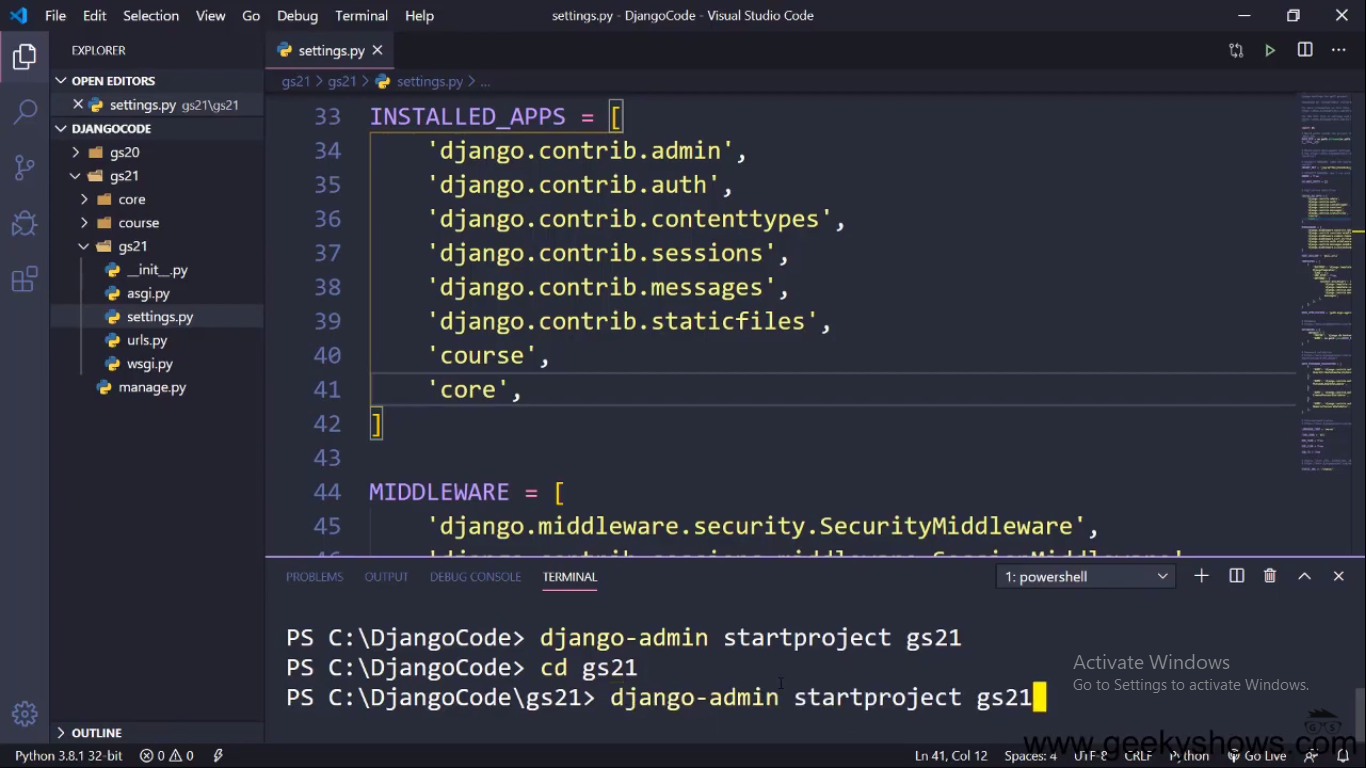 File Edit Selection View Go Debug Terminal Help settings.py - DjangoCode - Visual Studio Code
EXPLORER
OPEN EDITORS
settings.py gs21\gs21
DJANGOCODE
gs20
gs21
core
course
gs21
__init__.py
asgi.py
settings.py
urls.py
wsgi.py
manage.py
OUTLINE
settings.py
gs21 > gs21 > settings.py > ...
33 INSTALLED_APPS = [
34 'django.contrib.admin',
35 'django.contrib.auth',
36 'django.contrib.contenttypes',
37 'django.contrib.sessions',
38 'django.contrib.messages',
39 'django.contrib.staticfiles',
40 'course',
41 'core',
42 ]
43
44 MIDDLEWARE = [
45 'django.middleware.security.SecurityMiddleware',
PROBLEMS OUTPUT DEBUG CONSOLE TERMINAL 1: powershell
PS C:\DjangoCode> django-admin startproject gs21
PS C:\DjangoCode> cd gs21
PS C:\DjangoCode\gs21> django-admin startproject gs21
Activate Windows
Go to Settings to activate Windows.
www.geekyshows.com
Python 3.8.1 32-bit 0 0 Ln 41, Col 12 Spaces: 4 UTF-8 CRLF Python Go Live